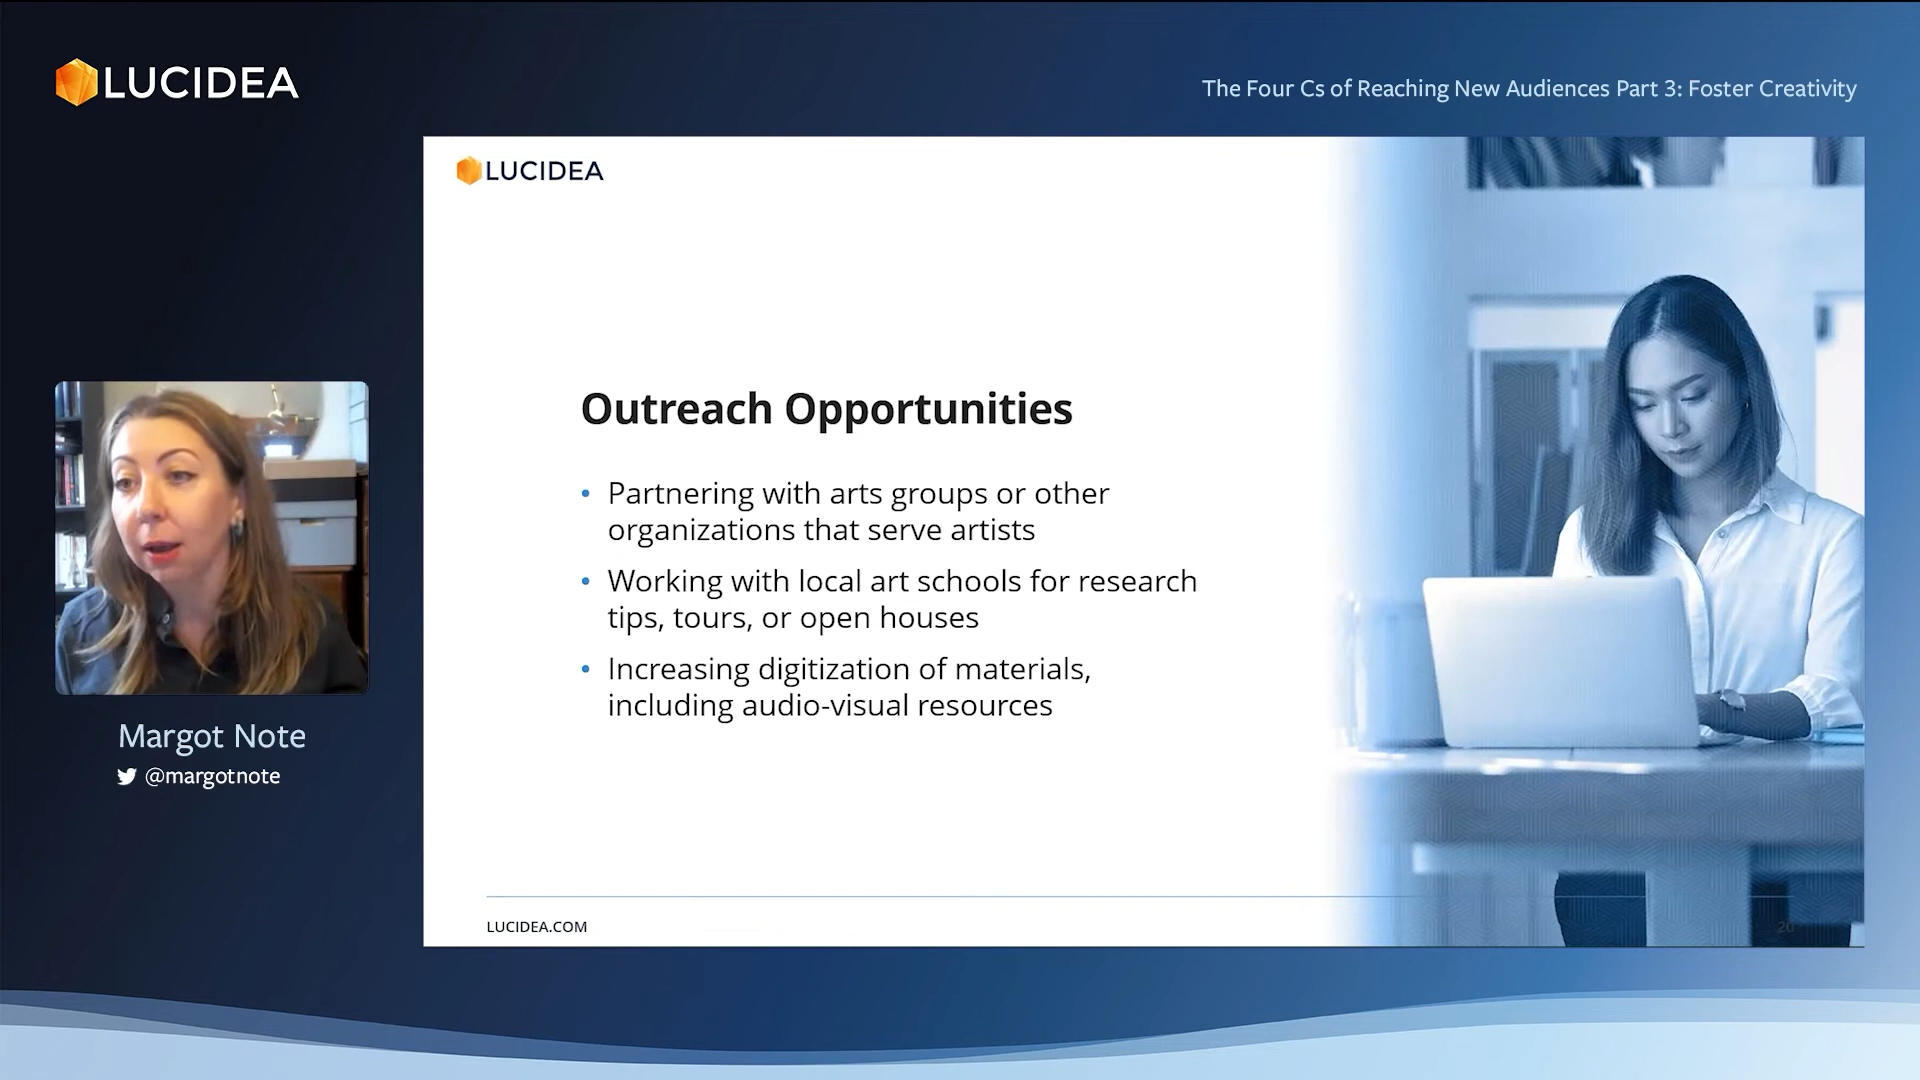 LUCIDEA
The Four Cs of Reaching New Audiences Part 3: Foster Creativity
LUCIDEA
Outreach Opportunities
• Partnering with arts groups or other
organizations that serve artists
• Working with local art schools for research
tips, tours, or open houses
• Increasing digitization of materials,
including audio-visual resources
Margot Note
@margotnote
LUCIDEA.COM
20